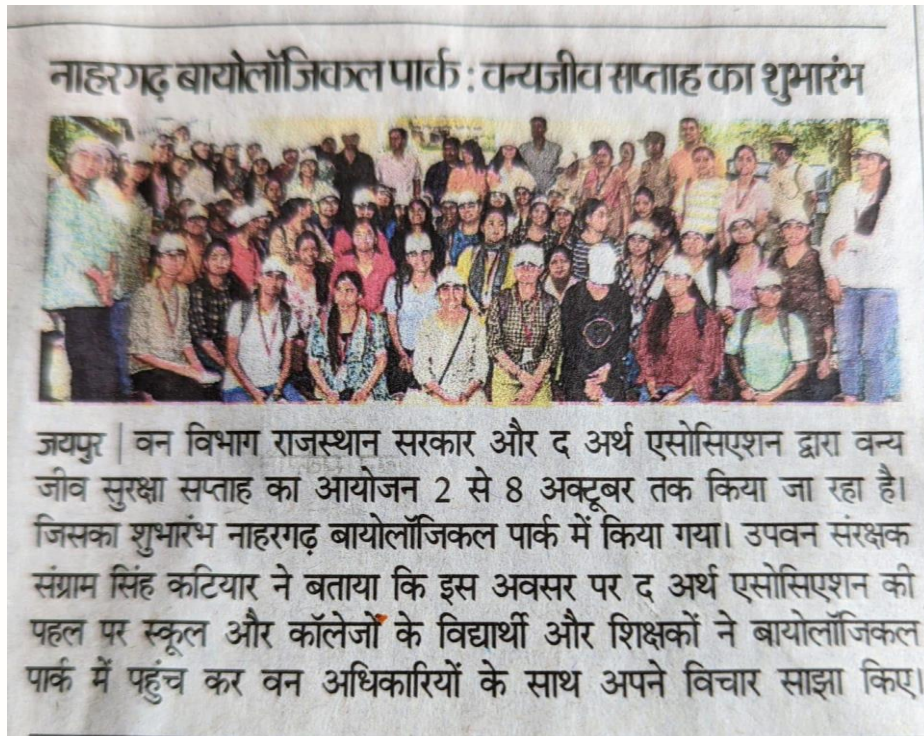 नाहरगढ़ बायोलॉजिकल पार्क : वन्यजीव सप्ताह का शुभारंभ
जयपुर | वन विभाग राजस्थान सरकार और द अर्थ एसोसिएशन द्वारा वन्य
जीव सुरक्षा सप्ताह का आयोजन 2 से 8 अक्टूबर तक किया जा रहा है।
जिसका शुभारंभ नाहरगढ़ बायोलॉजिकल पार्क में किया गया। उपवन संरक्षक
संग्राम सिंह कटियार ने बताया कि इस अवसर पर द अर्थ एसोसिएशन की
पहल पर स्कूल और कॉलेजों के विद्यार्थी और शिक्षकों ने बायोलॉजिकल
पार्क में पहुंच कर वन अधिकारियों के साथ अपने विचार साझा किए।